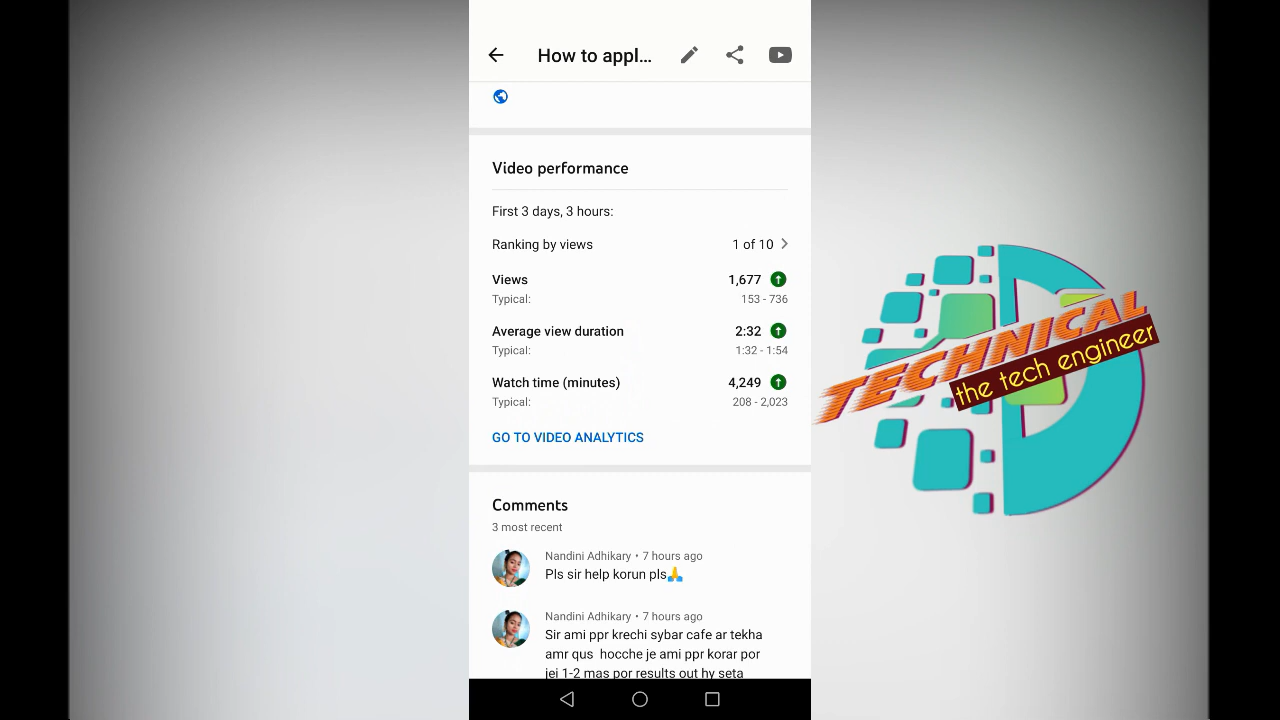 How to appl...
Video performance
First 3 days, 3 hours:
Ranking by views 1 of 10
Views 1,677
Typical: 153 - 736
Average view duration 2:32
Typical: 1:32 - 1:54
Watch time (minutes) 4,249
Typical: 208 - 2,023
GO TO VIDEO ANALYTICS
Comments
3 most recent
Nandini Adhikary • 7 hours ago
Pls sir help korun pls🙏
Nandini Adhikary • 7 hours ago
Sir ami ppr krechi sybar cafe ar tekha
amr qus hocche je ami ppr korar por
jei 1-2 mas por results out hy seta
TECHNICAL
the tech engineer